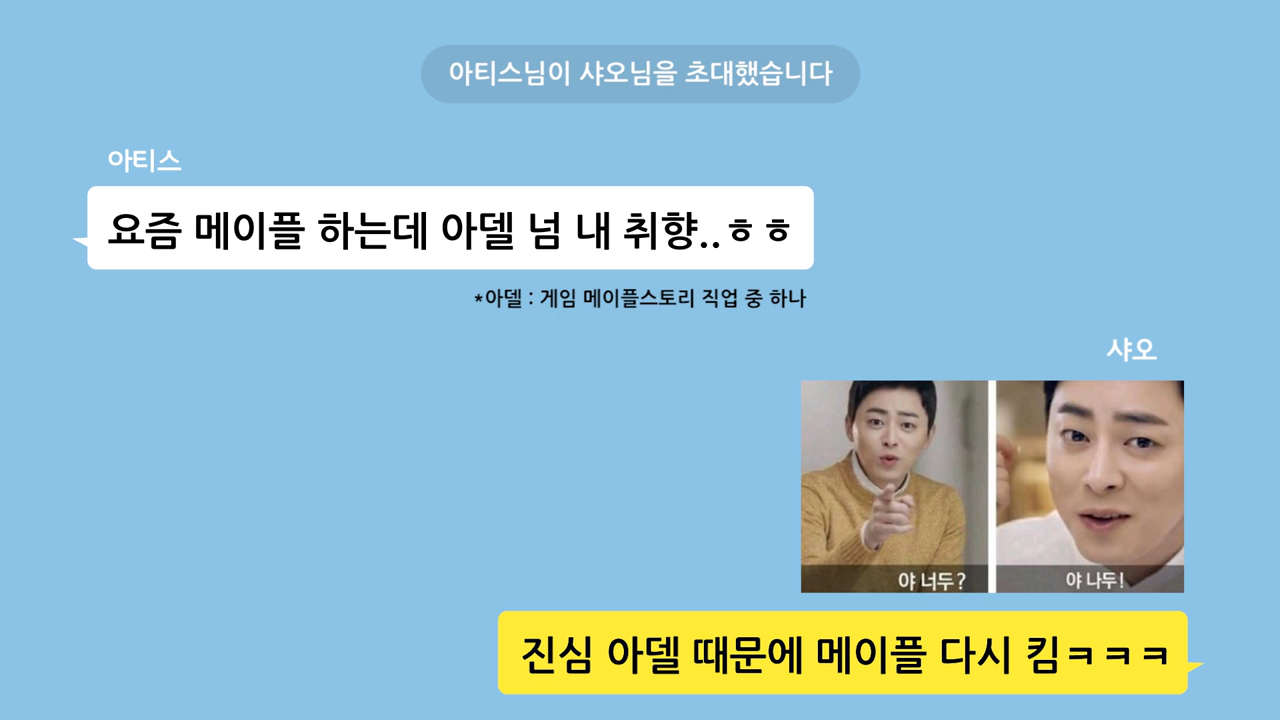 아티스님이 샤오님을 초대했습니다
아티스
요즘 메이플 하는데 아델 넘 내 취향..ㅎㅎ
*아델 : 게임 메이플스토리 직업 중 하나
샤오
야 너두?
야 나두!
진심 아델 때문에 메이플 다시 킴ㅋㅋㅋ